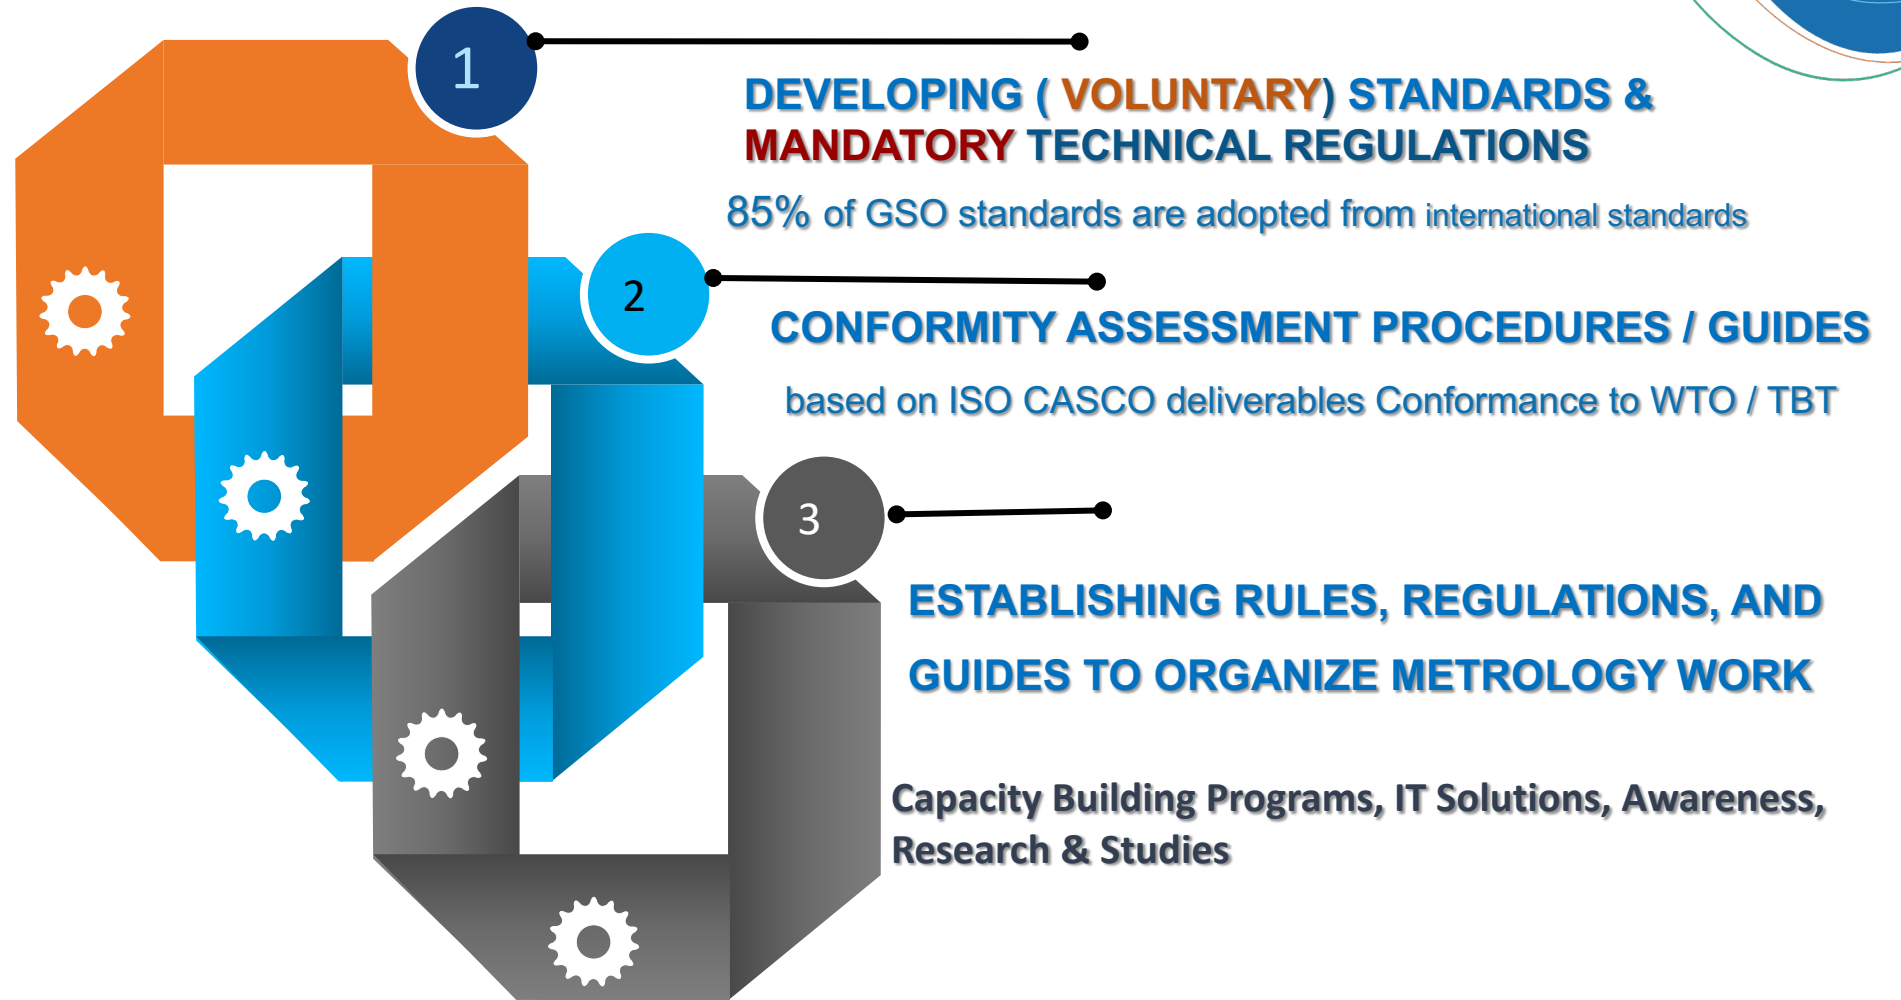 1
DEVELOPING ( VOLUNTARY) STANDARDS &
MANDATORY TECHNICAL REGULATIONS
85% of GSO standards are adopted from international standards
2
CONFORMITY ASSESSMENT PROCEDURES / GUIDES
based on ISO CASCO deliverables Conformance to WTO / TBT
3
ESTABLISHING RULES, REGULATIONS, AND
GUIDES TO ORGANIZE METROLOGY WORK
Capacity Building Programs, IT Solutions, Awareness,
Research & Studies